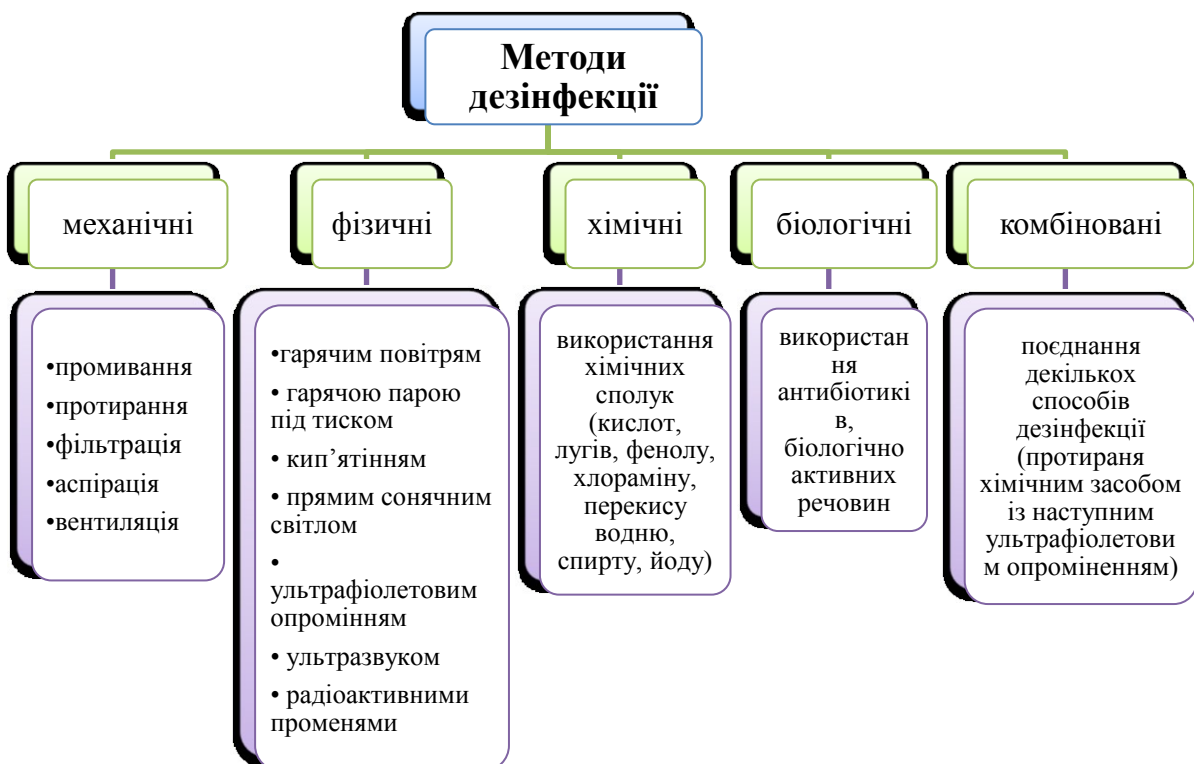 Методи
дезінфекції
механічні
фізичні
хімічні
біологічні
комбіновані
•промивання
•протирання
•фільтрація
•аспірація
•вентиляція
•гарячим повітрям
• гарячою парою
під тиском
• кип’ятінням
• прямим сонячним
світлом
•
ультрафіолетовим
опромінням
• ультразвуком
• радіоактивними
променями
використання
хімічних
сполук
(кислот,
лугів, фенолу,
хлораміну,
перекису
водню,
спирту, йоду)
використан
ня
антибіотикі
в,
біологічно
активних
речовин
поєднання
декількох
способів
дезінфекції
(протираня
хімічним засобом
із наступним
ультрафіолетови
м опроміненням)